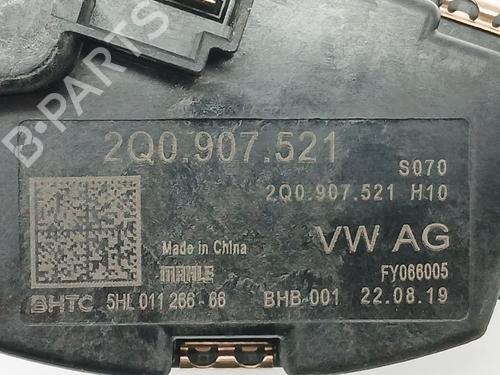 B-PARTS
2Q0.907.521
S070
2Q0.907.521 H10
Made in China
VW AG
MAHLE
FY066005
BHTC 5HL 011 266-66 BHB-001 22.08.19